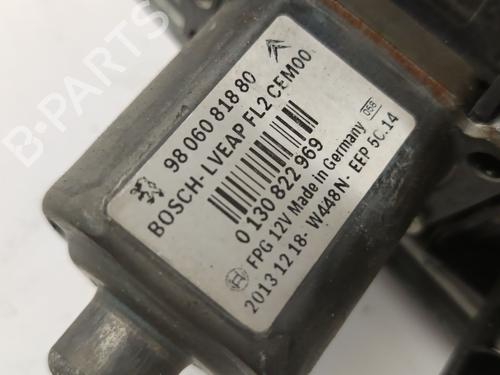 98 060 818 80
BOSCH- LVEAP FL2 CEM00
0 130 822 969
FPG 12V Made in Germany 058
2013 12 18- W448N- EEP 5C.14
B-PARTS